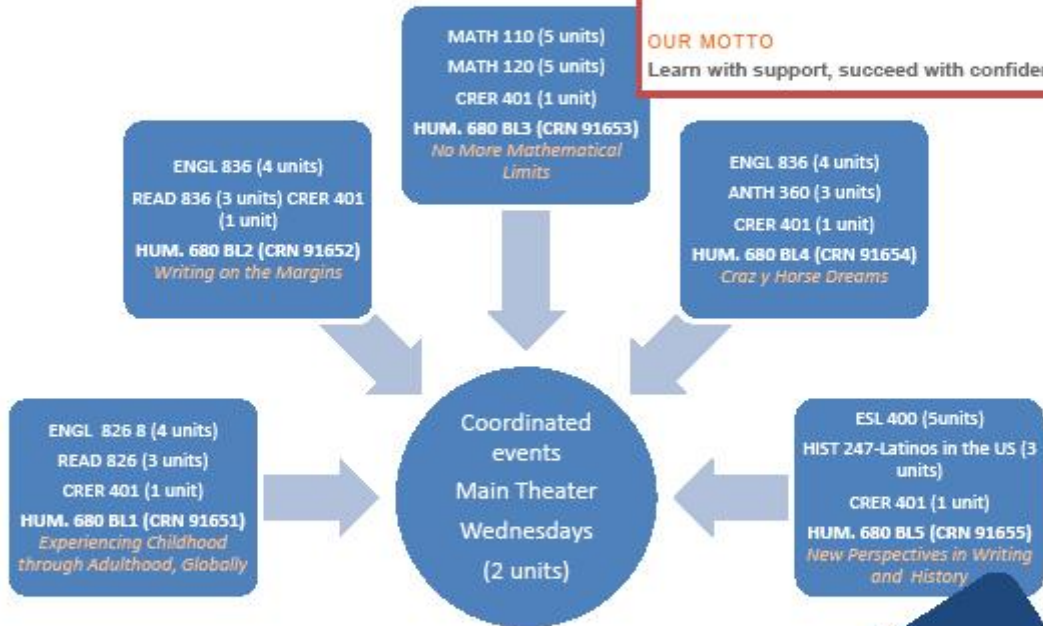 MATH 110 (5 units)
MATH 120 (5 units)
CRER 401 (1 unit)
HUM. 680 BL3 (CRN 91653)
No More Mathematical
Limits
OUR MOTTO
Learn with support, succeed with
ENGL 836 (4 units)
READ 836 (3 units) CRER 401
(1 unit)
HUM. 680 BL2 (CRN 91652)
Writing on the Margins
ENGL 836 (4 units)
ANTH 360 (3 units)
CRER 401 (1 unit)
HUM. 680 BL4 (CRN 91654)
Craz y Horse Dreams
ENGL 826 8 (4 units)
READ 826 (3 units)
CRER 401 (1 unit)
HUM. 680 BL1 (CRN 91651)
Experiencing Childhood
through Adulthood, Globally
Coordinated
events
Main Theater
Wednesdays
(2 units)
ESL 400 (5units)
HIST 247-Latinos in the US (3
units)
CRER 401 (1 unit)
HUM. 680 BL5 (CRN 91655)
New Perspectives in Writing
and History